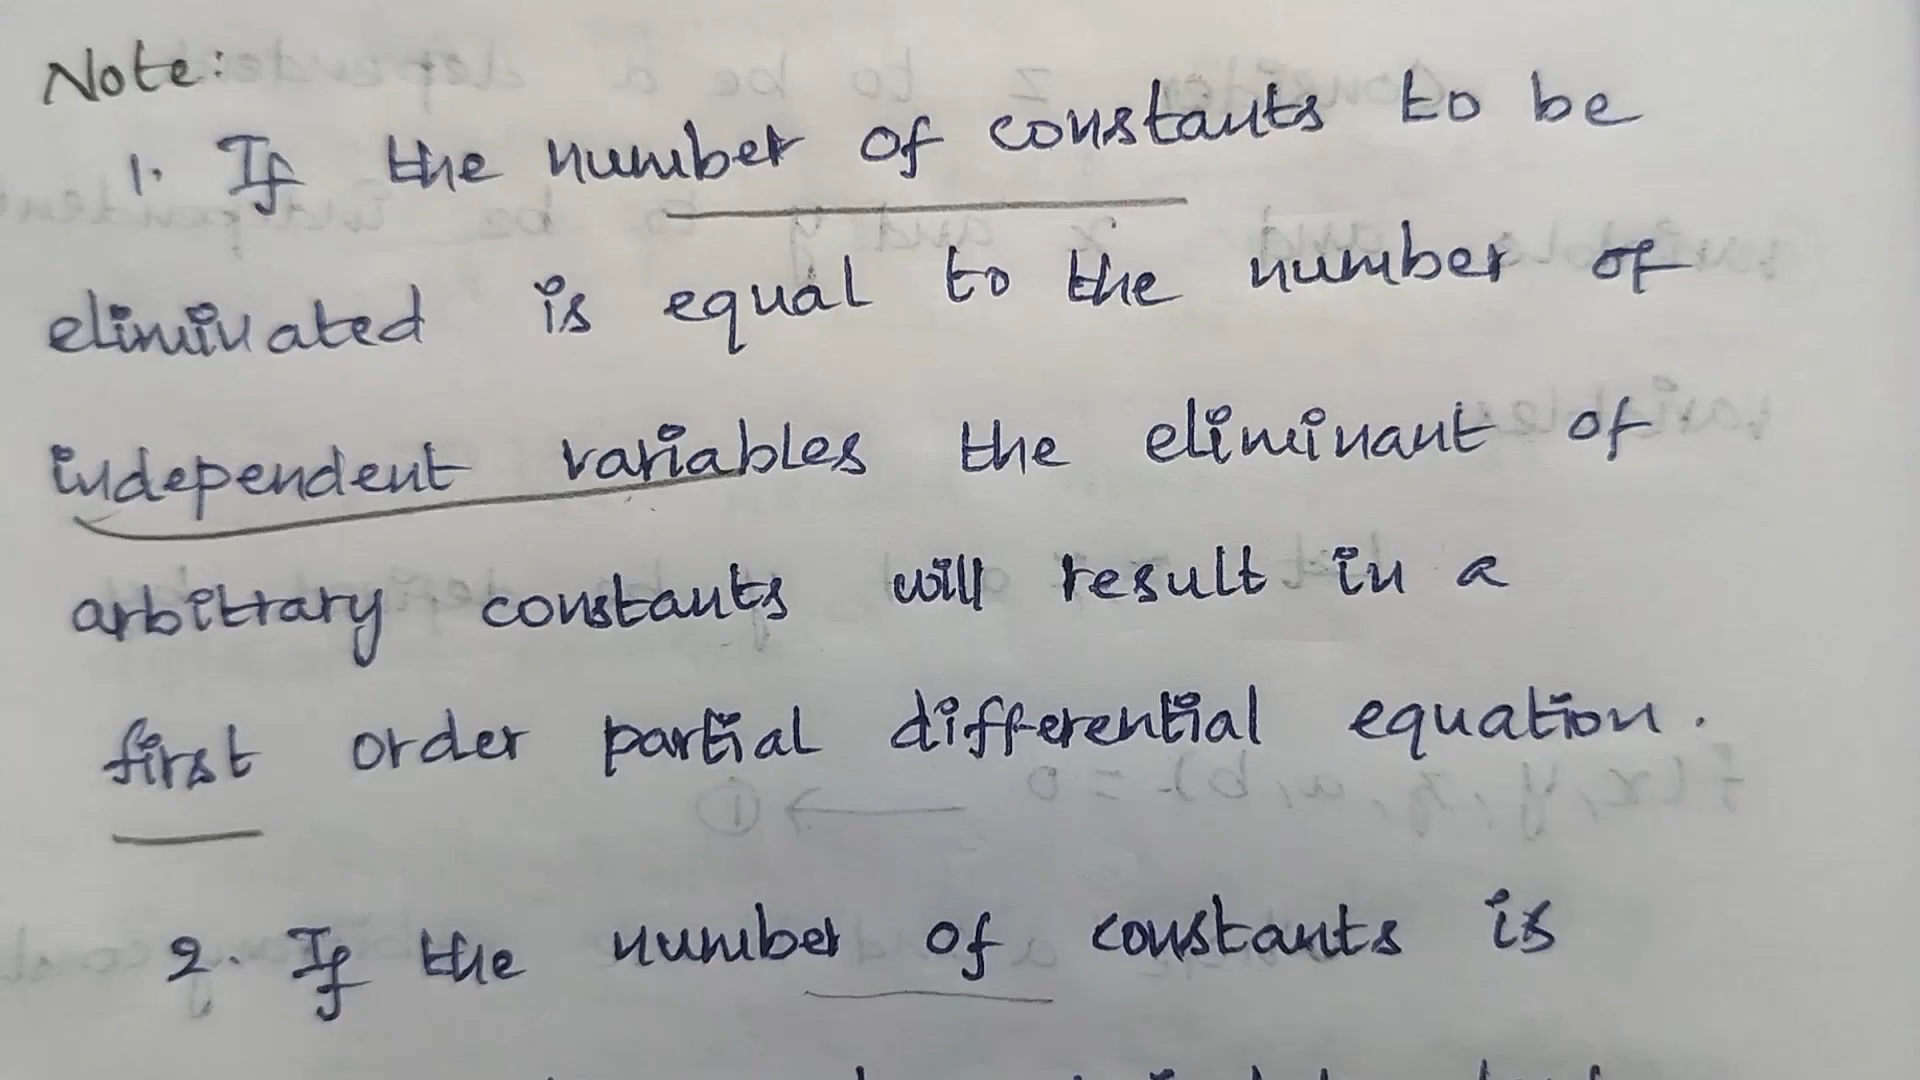 Note:
1. If the number of constants to be
eliminated is equal to the number of
independent variables the eliminant of
arbitrary constants will result in a
first order partial differential equation.
2. If the number of constants is